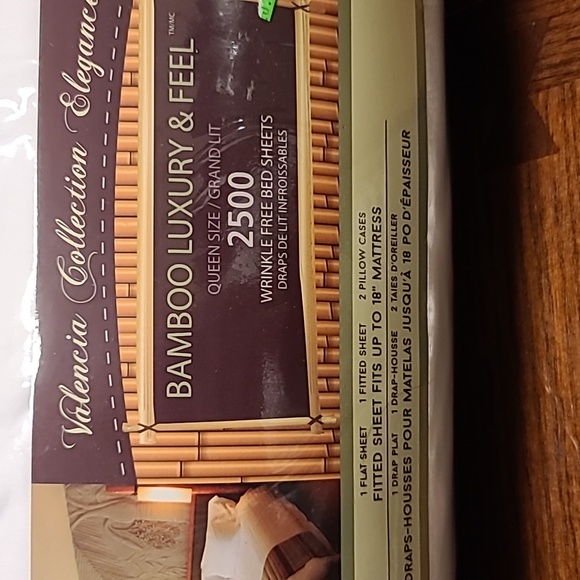 Valencia Collection Elegance
BAMBOO LUXURY & FEEL TM/MC
QUEEN SIZE / GRAND LIT
2500
WRINKLE FREE BED SHEETS
DRAPS DE LIT INFROISSABLES
1 FLAT SHEET 1 FITTED SHEET 2 PILLOW CASES
FITTED SHEET FITS UP TO 18" MATTRESS
1 DRAP PLAT 1 DRAP-HOUSSE 2 TAIES D'OREILLER
DRAPS-HOUSSES POUR MATELAS JUSQU'À 18 PO D'ÉPAISSEUR